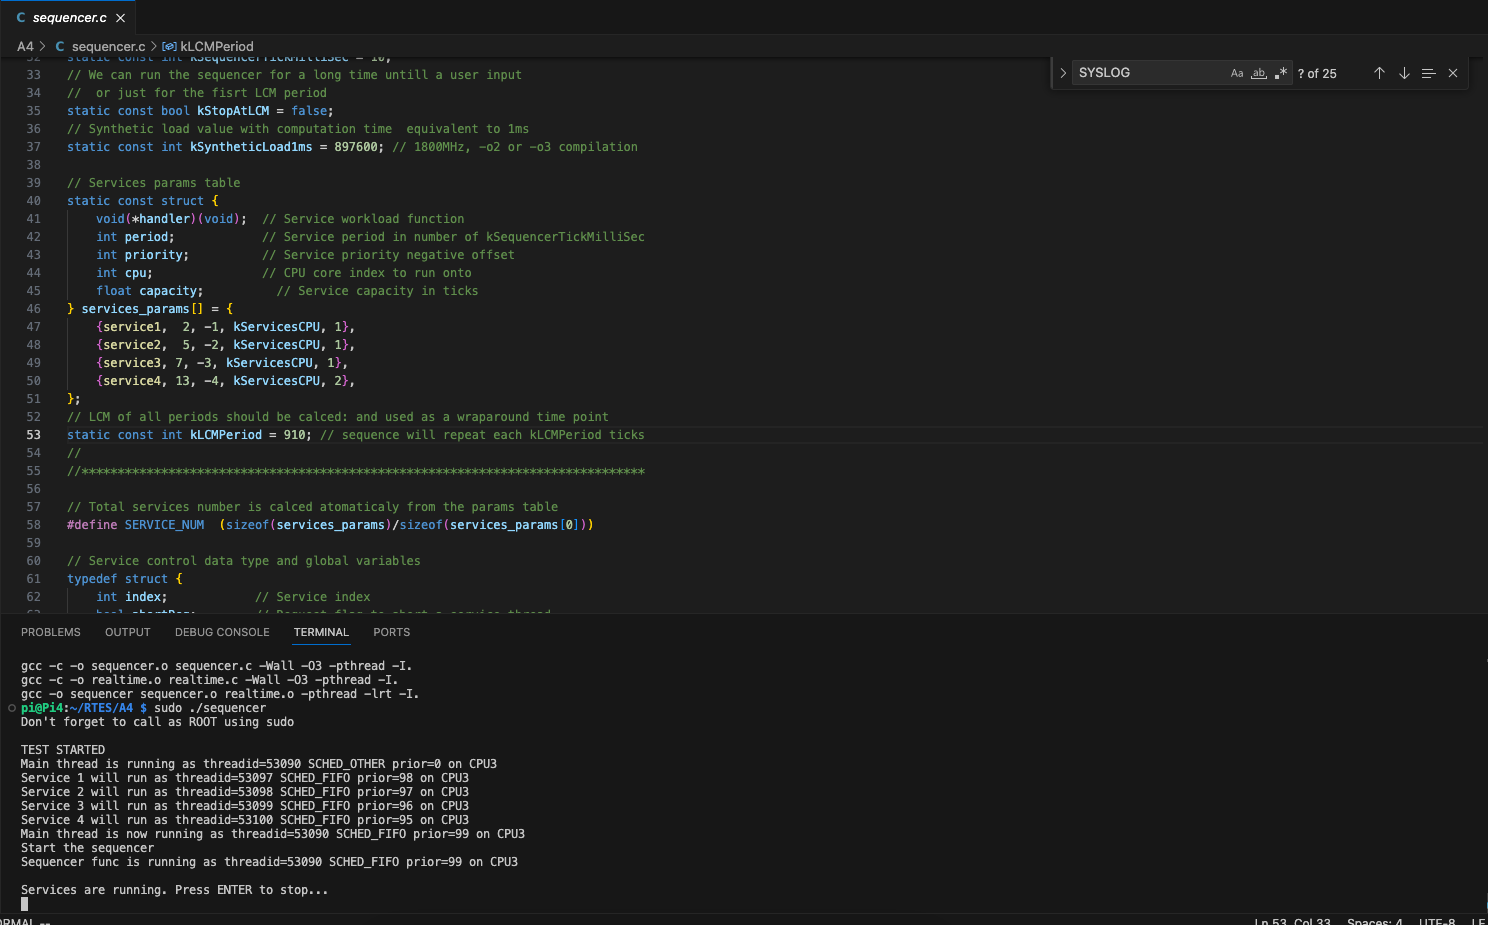 C sequencer.c ×
A4 > C sequencer.c > kLCMPeriod
SYSLOG Aa ab .* ? of 25
32 static const int kSequencerTickMilliSec = 10;
33 // We can run the sequencer for a long time untill a user input
34 //  or just for the fisrt LCM period
35 static const bool kStopAtLCM = false;
36 // Synthetic load value with computation time  equivalent to 1ms
37 static const int kSyntheticLoad1ms = 897600; // 1800MHz, -o2 or -o3 compilation
38
39 // Services params table
40 static const struct {
41     void(*handler)(void);  // Service workload function
42     int period;            // Service period in number of kSequencerTickMilliSec
43     int priority;          // Service priority negative offset
44     int cpu;               // CPU core index to run onto
45     float capacity;          // Service capacity in ticks
46 } services_params[] = {
47     {service1,  2, -1, kServicesCPU, 1},
48     {service2,  5, -2, kServicesCPU, 1},
49     {service3, 7, -3, kServicesCPU, 1},
50     {service4, 13, -4, kServicesCPU, 2},
51 };
52 // LCM of all periods should be calced: and used as a wraparound time point
53 static const int kLCMPeriod = 910; // sequence will repeat each kLCMPeriod ticks
54 //
55 //******************************************************************************
56
57 // Total services number is calced atomaticaly from the params table
58 #define SERVICE_NUM  (sizeof(services_params)/sizeof(services_params[0]))
59
60 // Service control data type and global variables
61 typedef struct {
62     int index;            // Service index
63     bool startReq;        // Request flag to start a service thread
PROBLEMS OUTPUT DEBUG CONSOLE TERMINAL PORTS
gcc -c -o sequencer.o sequencer.c -Wall -O3 -pthread -I.
gcc -c -o realtime.o realtime.c -Wall -O3 -pthread -I.
gcc -o sequencer sequencer.o realtime.o -pthread -lrt -I.
pi@Pi4:~/RTES/A4 $ sudo ./sequencer
Don't forget to call as ROOT using sudo
TEST STARTED
Main thread is running as threadid=53090 SCHED_OTHER prior=0 on CPU3
Service 1 will run as threadid=53097 SCHED_FIFO prior=98 on CPU3
Service 2 will run as threadid=53098 SCHED_FIFO prior=97 on CPU3
Service 3 will run as threadid=53099 SCHED_FIFO prior=96 on CPU3
Service 4 will run as threadid=53100 SCHED_FIFO prior=95 on CPU3
Main thread is now running as threadid=53090 SCHED_FIFO prior=99 on CPU3
Start the sequencer
Sequencer func is running as threadid=53090 SCHED_FIFO prior=99 on CPU3
Services are running. Press ENTER to stop...
ORMAL -- Ln 53, Col 33 Spaces: 4 UTF-8 LF